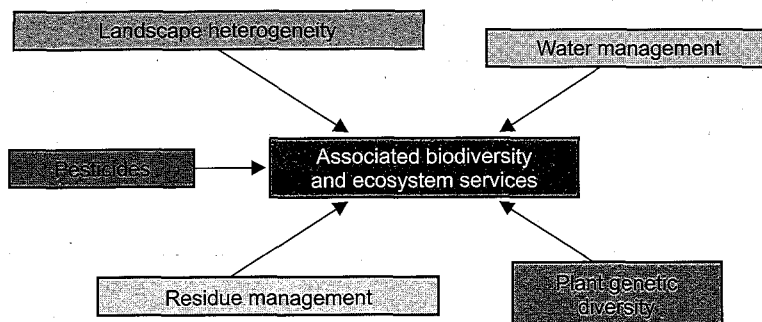 Landscape heterogeneity
Water management
Pesticides
Associated biodiversity
and ecosystem services
Residue management
Plant genetic
diversity